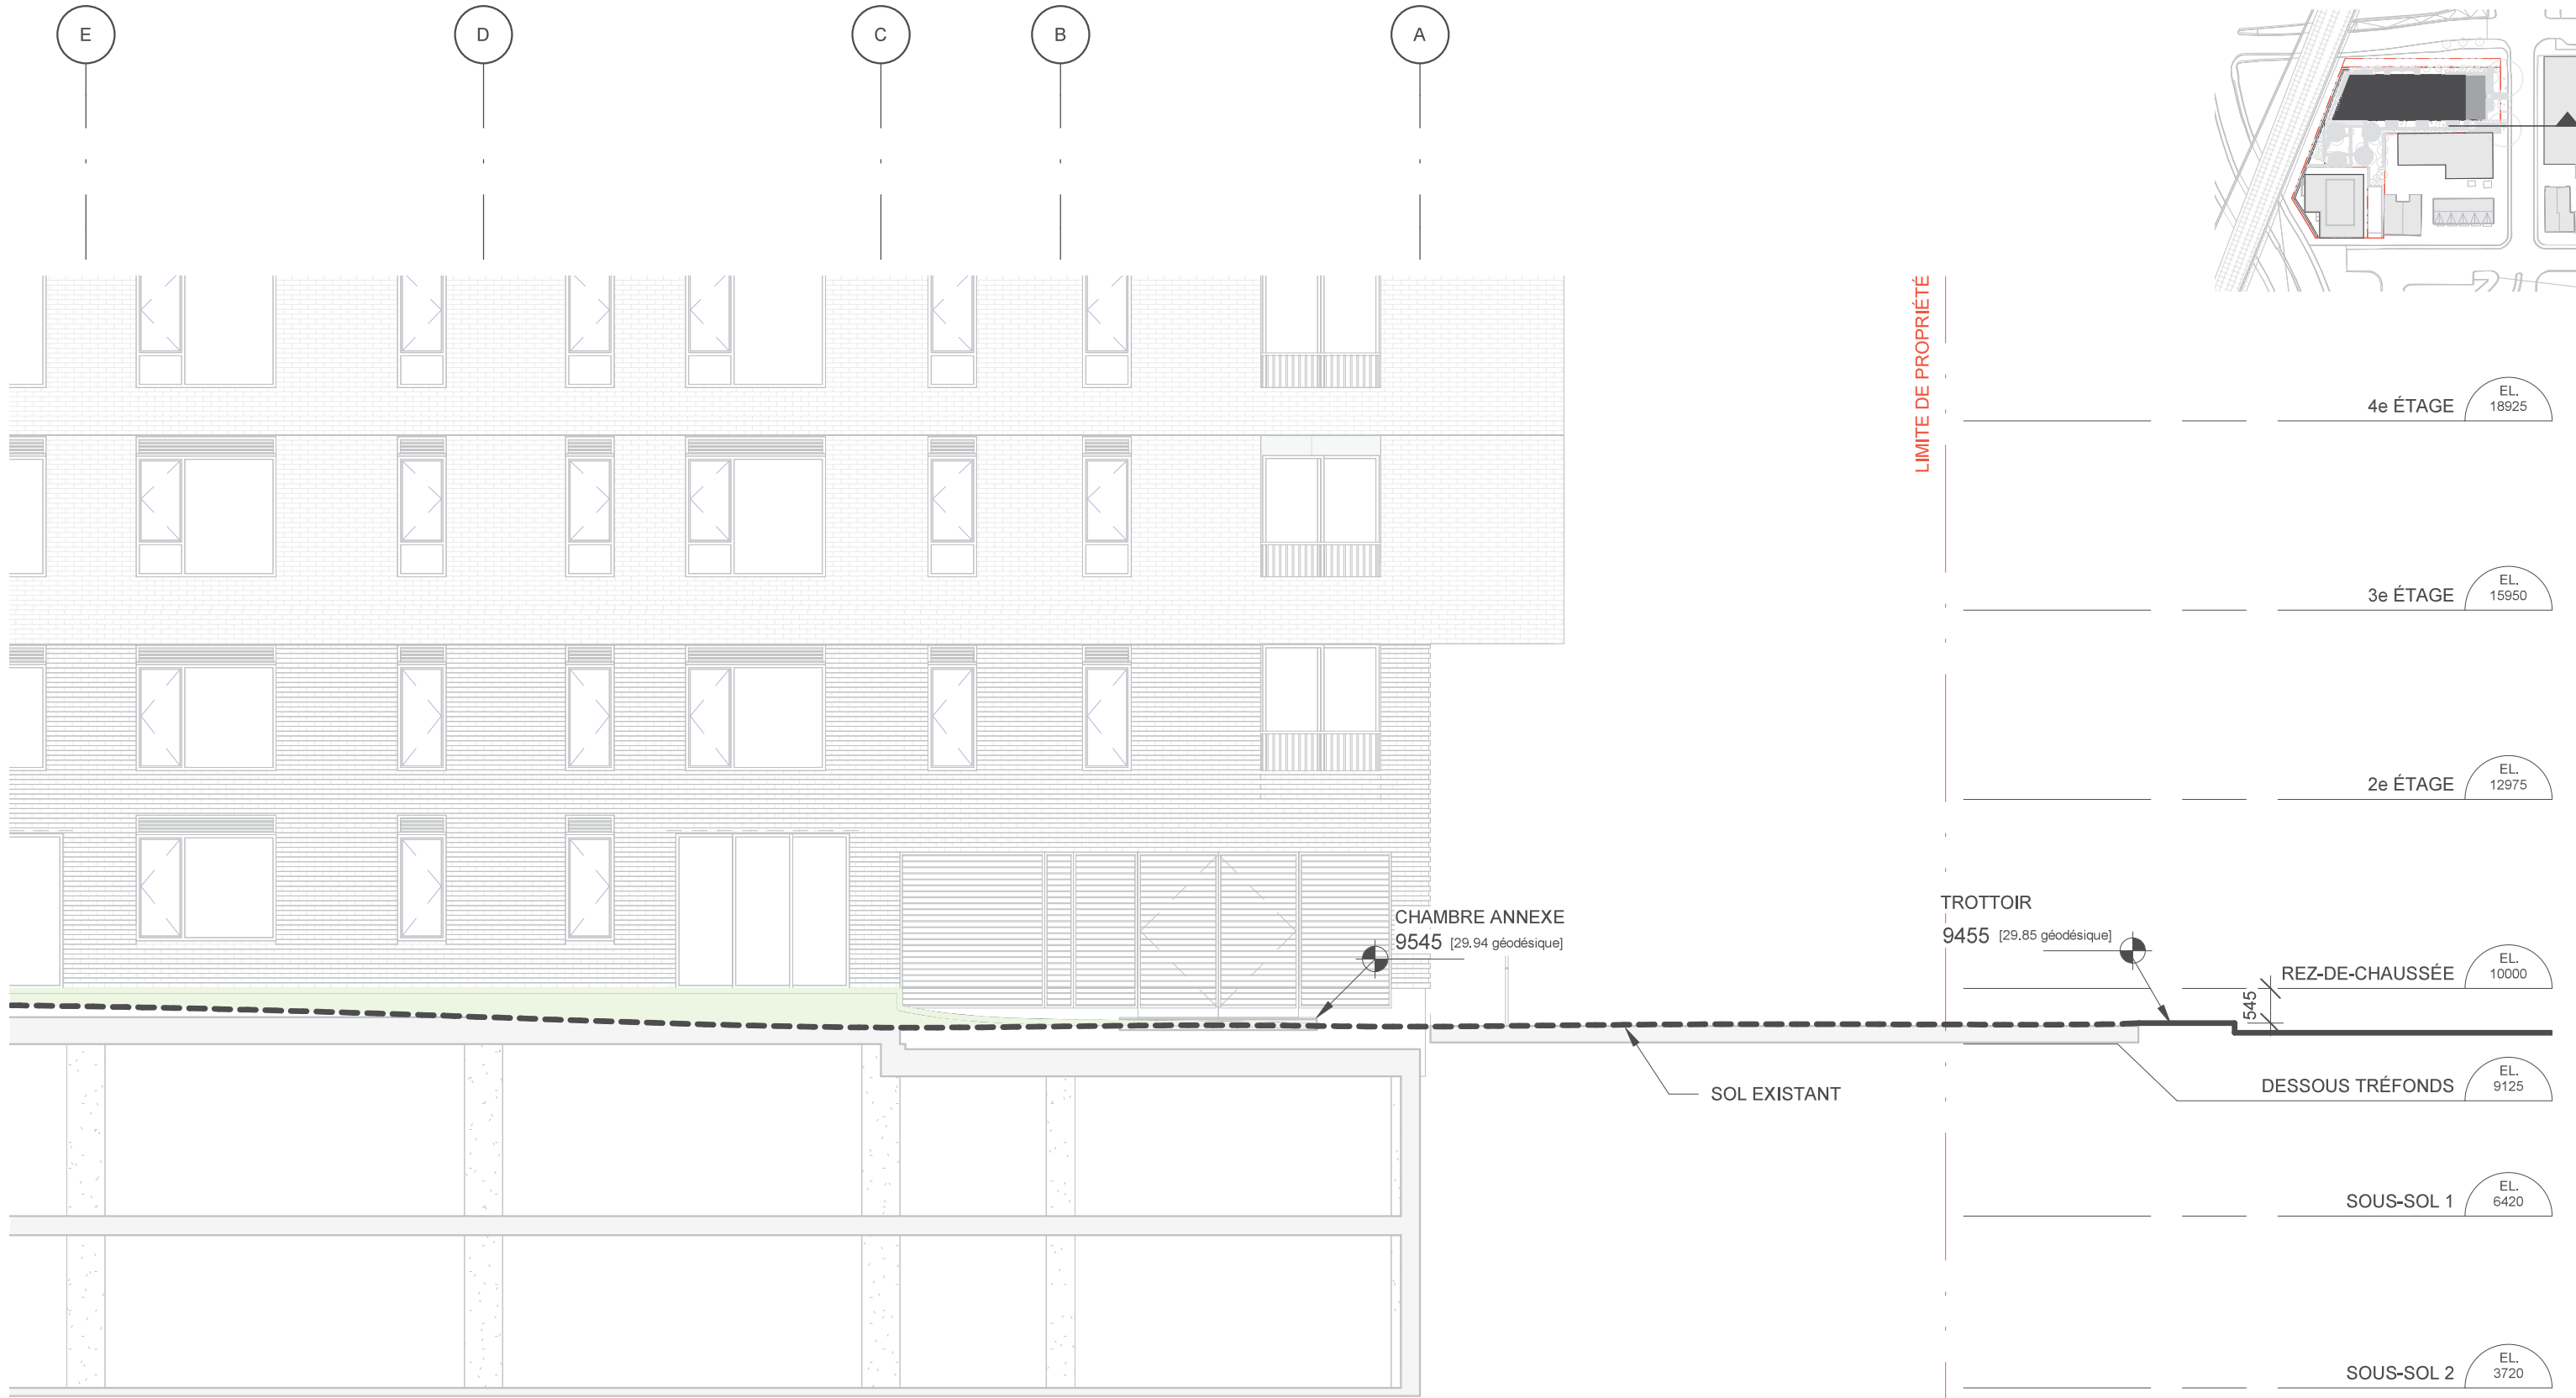 E
D
C
B
A
LIMITE DE PROPRIÉTÉ
4e ÉTAGE
EL.
18925
3e ÉTAGE
EL.
15950
2e ÉTAGE
EL.
12975
CHAMBRE ANNEXE
9545 [29.94 géodésique]
TROTTOIR
9455 [29.85 géodésique]
REZ-DE-CHAUSSÉE
EL.
10000
545
SOL EXISTANT
DESSOUS TRÉFONDS
EL.
9125
SOUS-SOL 1
EL.
6420
SOUS-SOL 2
EL.
3720